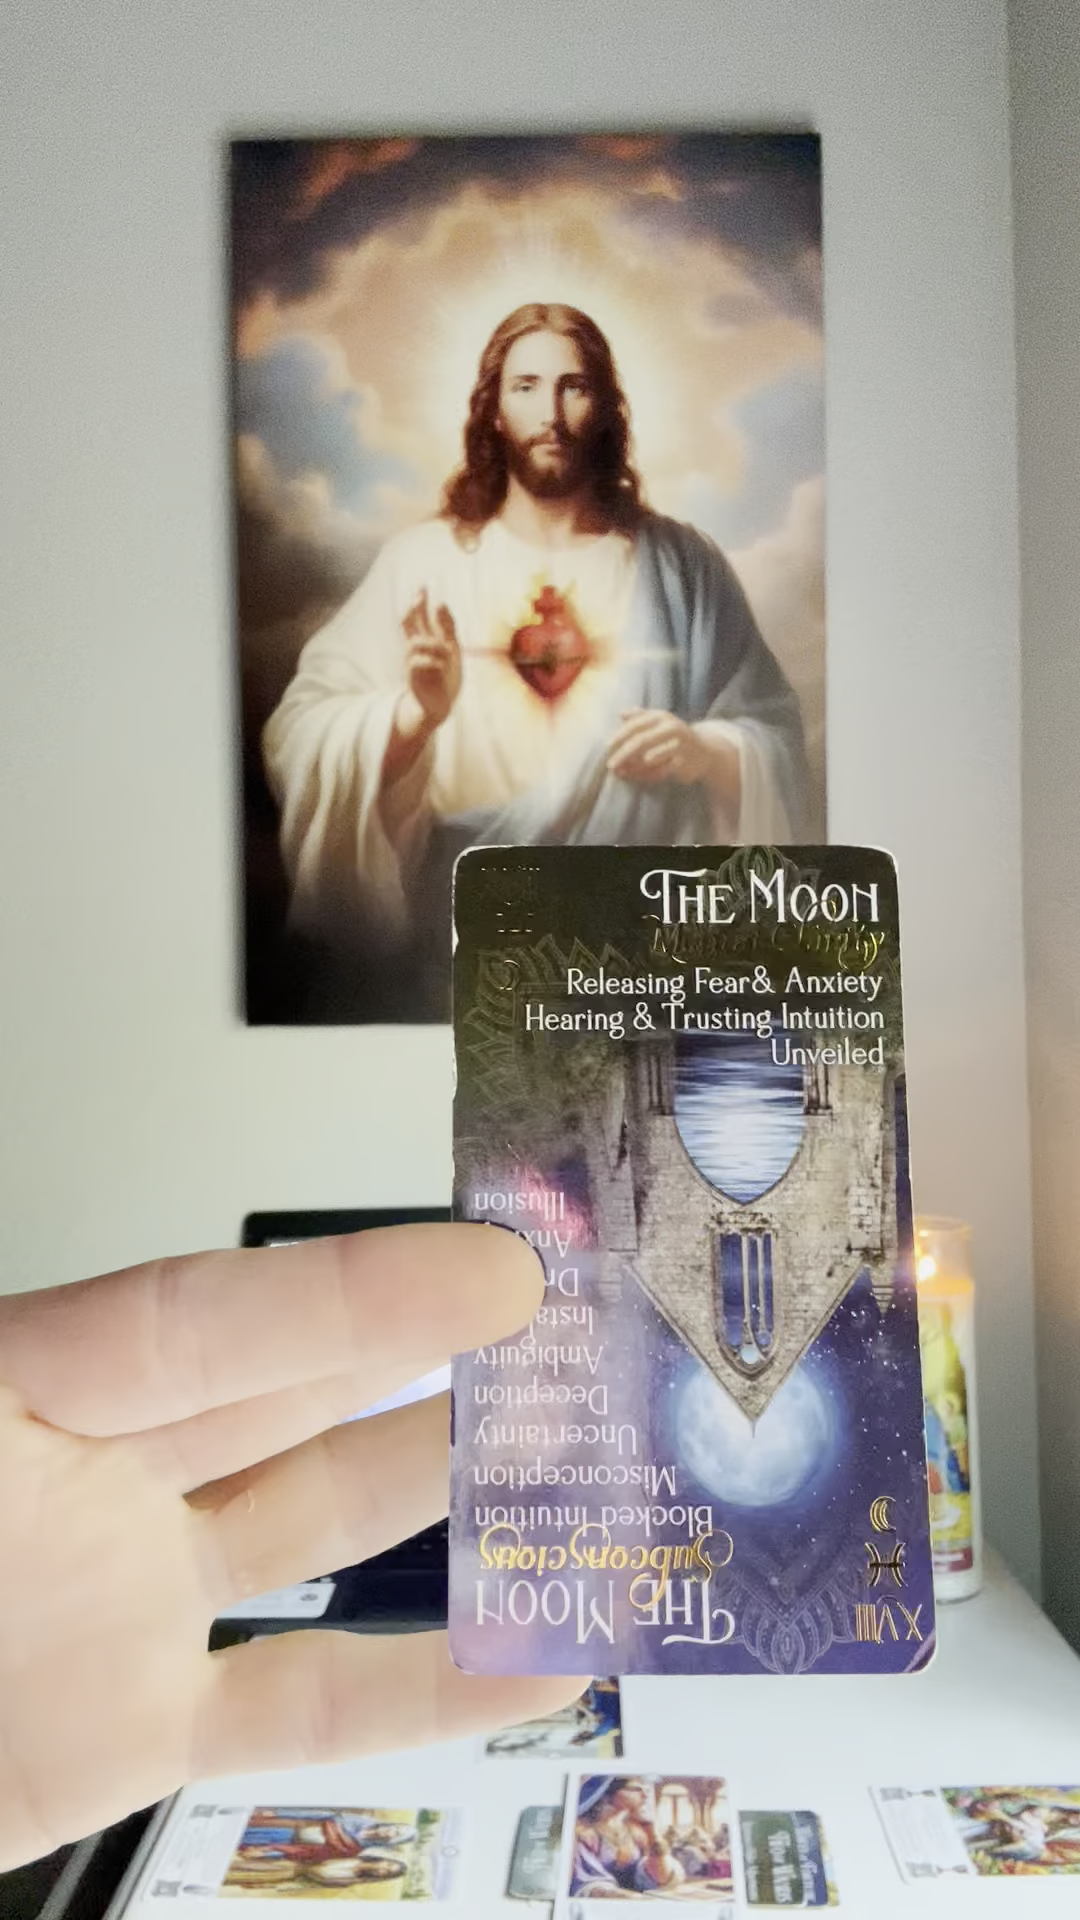 THE MOON
Releasing Fear& Anxiety
Hearing & Trusting Intuition
Unveiled
Illusion
Ambiguity
Deception
Uncertainty
Misconception
Blocked Intuition
Subconscious
THE MOON
XVIII